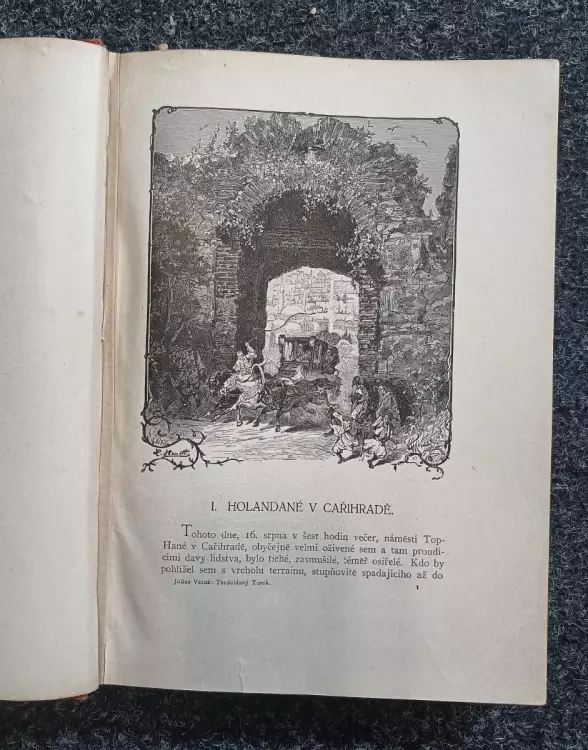 I. HOLANDANÉ V CAŘIHRADĚ.
Tohoto dne, 16. srpna v šest hodin večer, náměstí Top-
Hané v Cařihradě, obyčejně velmi oživené sem a tam proudí-
cími davy lidstva, bylo tiché, zasmušilé, téměř osiřelé. Kdo by
pohlížel sem s vrcholu terrainu, stupňovitě spadajícího až do
Julius Verne: Tvrdohlavý Turek.
1